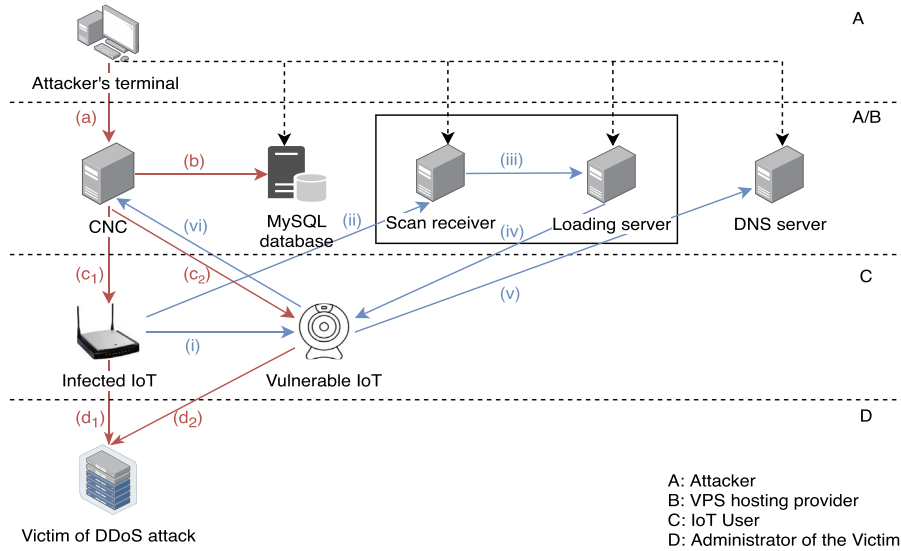 A
Attacker's terminal
(a)
A/B
(b)
(iii)
CNC
(vi)
MySQL
database
(ii)
Scan receiver
Loading server
DNS server
(iv)
(c1)
(c2)
(v)
C
(i)
Infected IoT
Vulnerable IoT
(d1)
(d2)
D
Victim of DDoS attack
A: Attacker
B: VPS hosting provider
C: IoT User
D: Administrator of the Victim